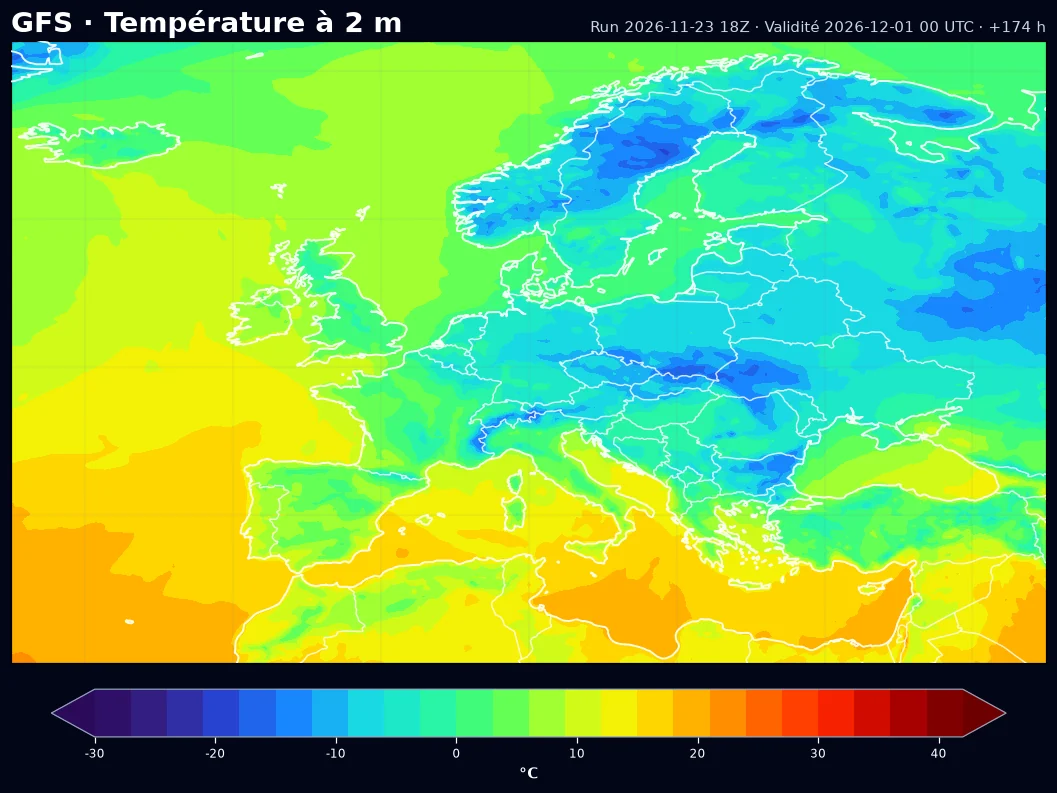 GFS · Température à 2 m
Run 2026-11-23 18Z · Validité 2026-12-01 00 UTC · +174 h
-30 -20 -10 0 10 20 30 40
°C